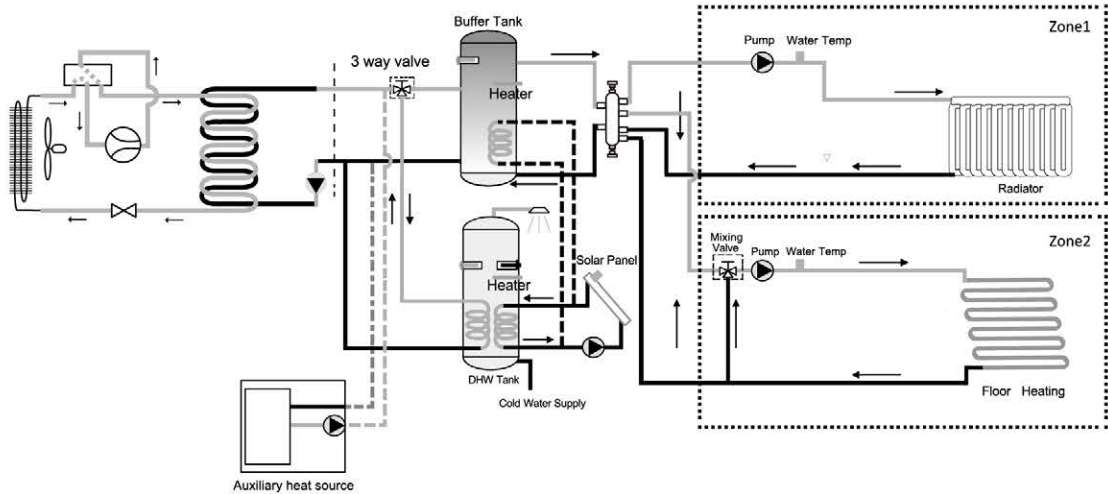 Buffer Tank
Zone1
Pump
Water Temp
3 way valve
Heater
Radiator
Zone2
Mixing
Valve
Pump
Water Temp
Solar Panel
Heater
DHW Tank
Floor Heating
Cold Water Supply
Auxiliary heat source